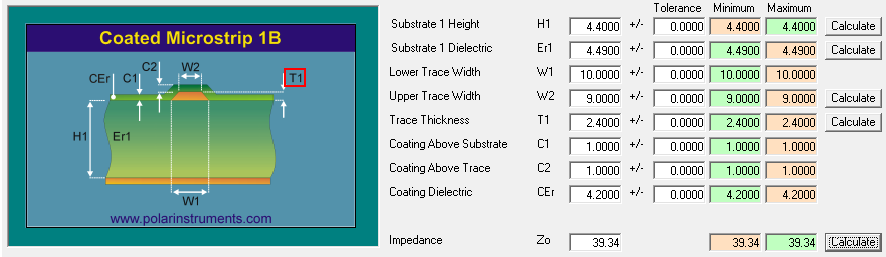 Coated Microstrip 1B
CEr C1 C2 W2 T1
H1 Er1
W1
www.polarinstruments.com
Tolerance Minimum Maximum
Substrate 1 Height H1 4.4000 +/- 0.0000 4.4000 4.4000 Calculate
Substrate 1 Dielectric Er1 4.4900 +/- 0.0000 4.4900 4.4900 Calculate
Lower Trace Width W1 10.0000 +/- 0.0000 10.0000 10.0000
Upper Trace Width W2 9.0000 +/- 0.0000 9.0000 9.0000 Calculate
Trace Thickness T1 2.4000 +/- 0.0000 2.4000 2.4000 Calculate
Coating Above Substrate C1 1.0000 +/- 0.0000 1.0000 1.0000
Coating Above Trace C2 1.0000 +/- 0.0000 1.0000 1.0000
Coating Dielectric CEr 4.2000 +/- 0.0000 4.2000 4.2000
Impedance Zo 39.34 39.34 39.34 Calculate